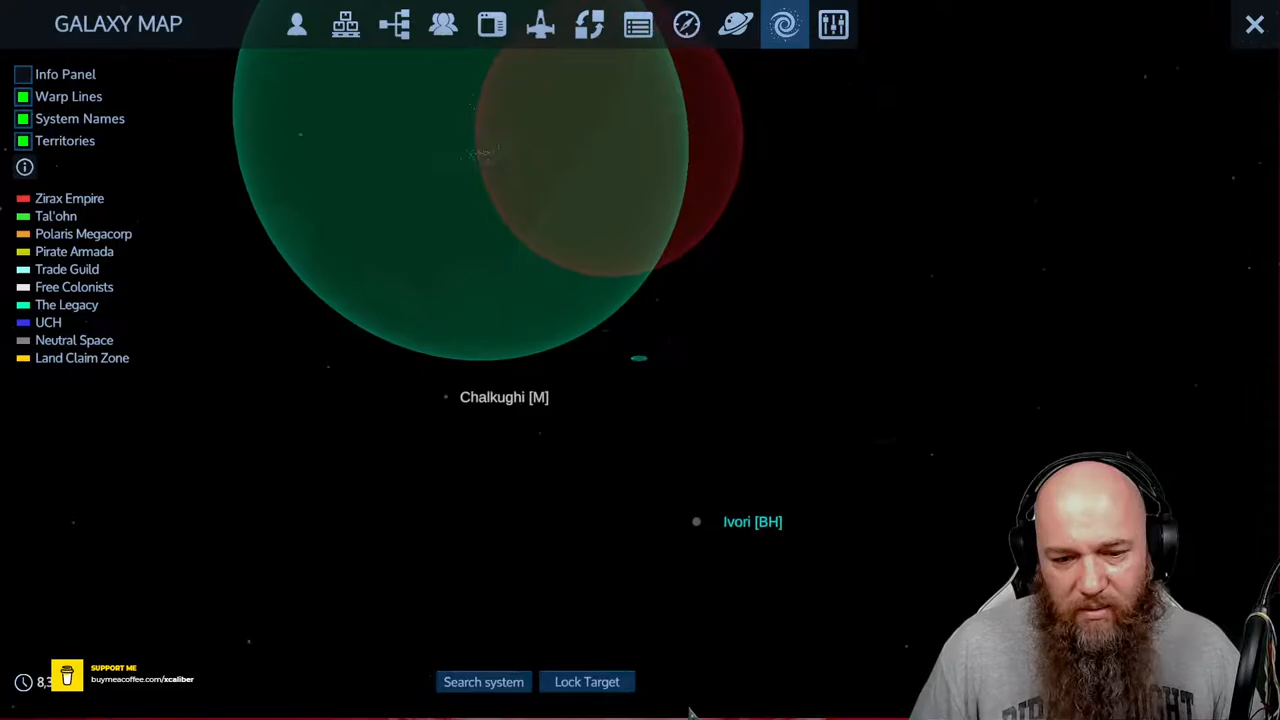 GALAXY MAP
Info Panel
Warp Lines
System Names
Territories
Zirax Empire
Tal'ohn
Polaris Megacorp
Pirate Armada
Trade Guild
Free Colonists
The Legacy
UCH
Neutral Space
Land Claim Zone
Chalkughi [M]
Ivori [BH]
Search system
Lock Target
SUPPORT ME
buymeacoffee.com/xcaliber